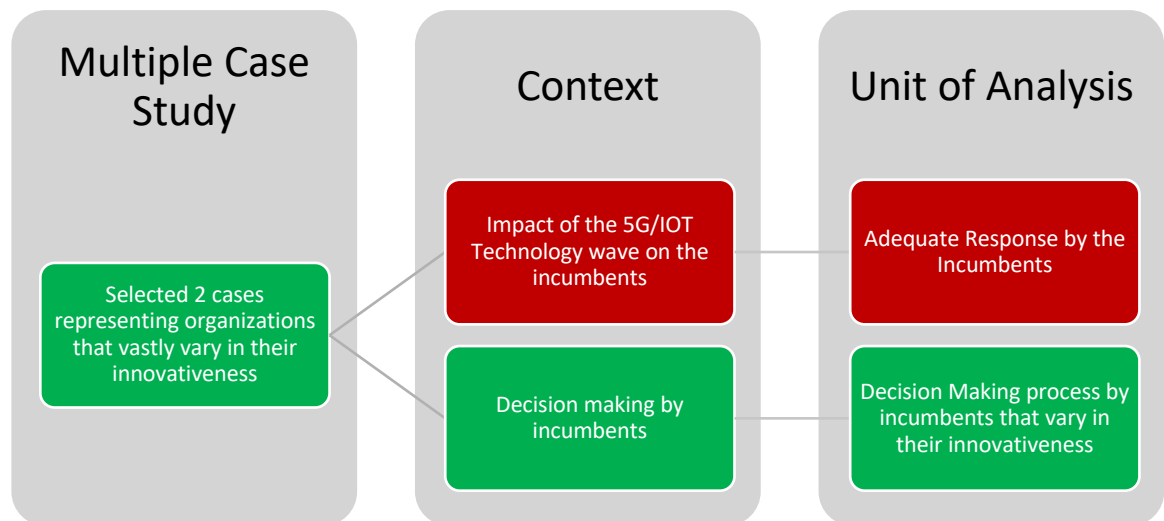 Multiple Case
Study
Selected 2 cases
representing organizations
that vastly vary in their
innovativeness
Context
Impact of the 5G/IOT
Technology wave on the
incumbents
Decision making by
incumbents
Unit of Analysis
Adequate Response by the
Incumbents
Decision Making process by
incumbents that vary in
their innovativeness